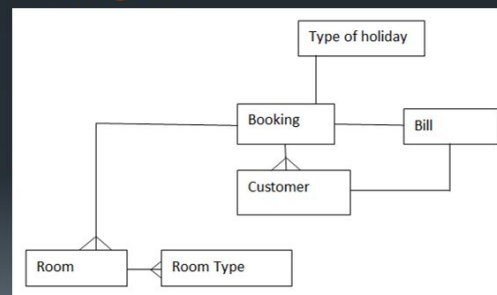 Type of holiday
Booking
Bill
Customer
Room
Room Type